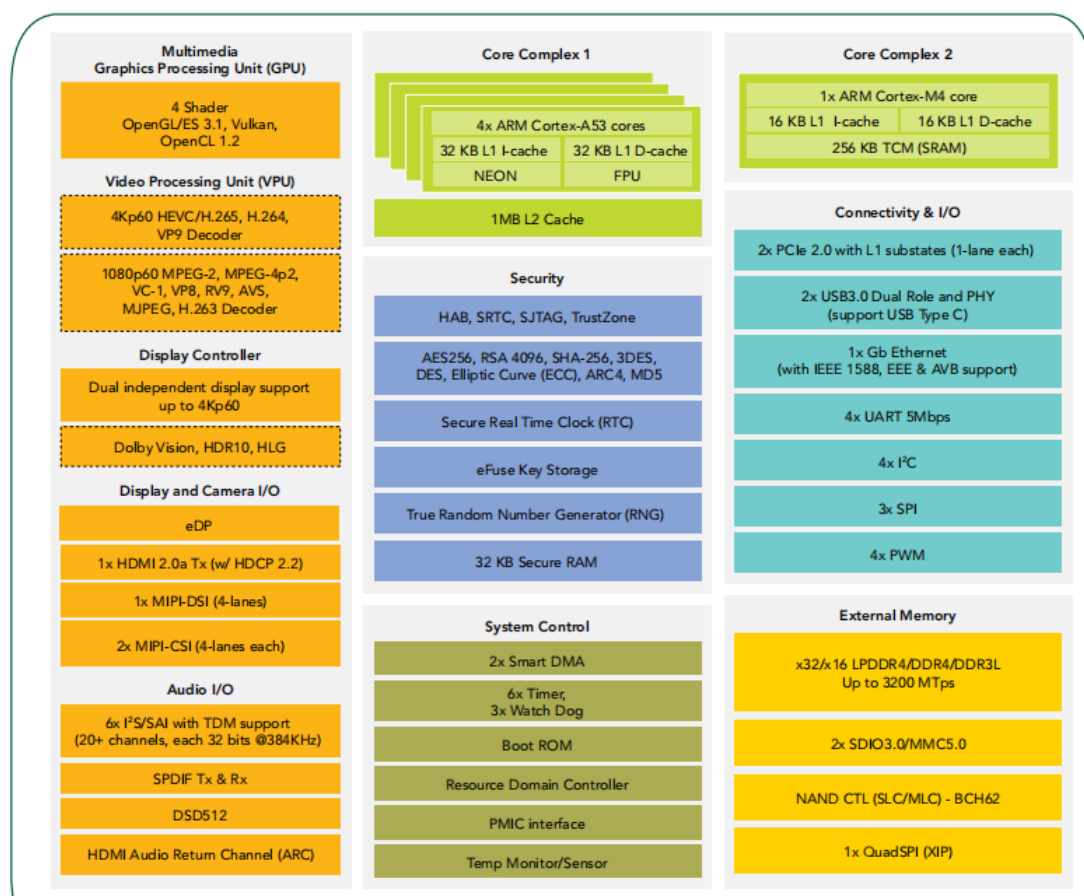 Multimedia
Graphics Processing Unit (GPU)
4 Shader
OpenGL/ES 3.1, Vulkan,
OpenCL 1.2
Video Processing Unit (VPU)
4Kp60 HEVC/H.265, H.264,
VP9 Decoder
1080p60 MPEG-2, MPEG-4p2,
VC-1, VP8, RV9, AVS,
MJPEG, H.263 Decoder
Display Controller
Dual independent display support
up to 4Kp60
Dolby Vision, HDR10, HLG
Display and Camera I/O
eDP
1x HDMI 2.0a Tx (w/ HDCP 2.2)
1x MIPI-DSI (4-lanes)
2x MIPI-CSI (4-lanes each)
Audio I/O
6x I²S/SAI with TDM support
(20+ channels, each 32 bits @384KHz)
SPDIF Tx & Rx
DSD512
HDMI Audio Return Channel (ARC)
Core Complex 1
4x ARM Cortex-A53 cores
32 KB L1 I-cache
32 KB L1 D-cache
NEON
FPU
1MB L2 Cache
Security
HAB, SRTC, SJTAG, TrustZone
AES256, RSA 4096, SHA-256, 3DES,
DES, Elliptic Curve (ECC), ARC4, MD5
Secure Real Time Clock (RTC)
eFuse Key Storage
True Random Number Generator (RNG)
32 KB Secure RAM
System Control
2x Smart DMA
6x Timer,
3x Watch Dog
Boot ROM
Resource Domain Controller
PMIC interface
Temp Monitor/Sensor
Core Complex 2
1x ARM Cortex-M4 core
16 KB L1 I-cache
16 KB L1 D-cache
256 KB TCM (SRAM)
Connectivity & I/O
2x PCIe 2.0 with L1 substates (1-lane each)
2x USB3.0 Dual Role and PHY
(support USB Type C)
1x Gb Ethernet
(with IEEE 1588, EEE & AVB support)
4x UART 5Mbps
4x I²C
3x SPI
4x PWM
External Memory
x32/x16 LPDDR4/DDR4/DDR3L
Up to 3200 MTps
2x SDIO3.0/MMC5.0
NAND CTL (SLC/MLC) - BCH62
1x QuadSPI (XIP)